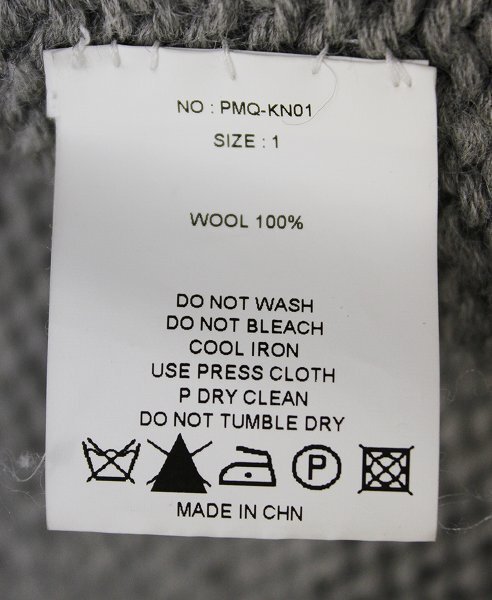 NO : PMQ-KN01
SIZE : 1
WOOL 100%
DO NOT WASH
DO NOT BLEACH
COOL IRON
USE PRESS CLOTH
P DRY CLEAN
DO NOT TUMBLE DRY
P
MADE IN CHN